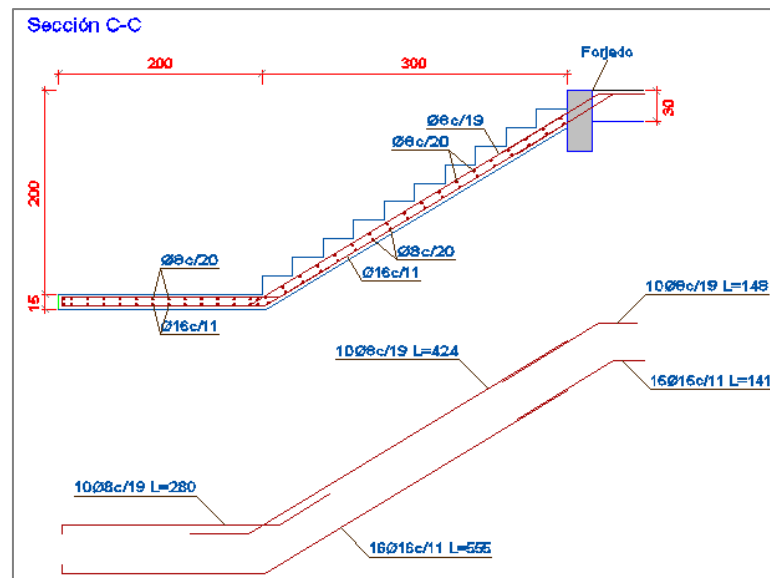 Sección C-C
200
300
Forjado
30
Ø8c/19
Ø8c/20
200
Ø8c/20
Ø8c/20
Ø16c/11
15
Ø16c/11
10Ø8c/19 L=148
10Ø8c/19 L=424
16Ø16c/11 L=141
10Ø8c/19 L=280
16Ø16c/11 L=555